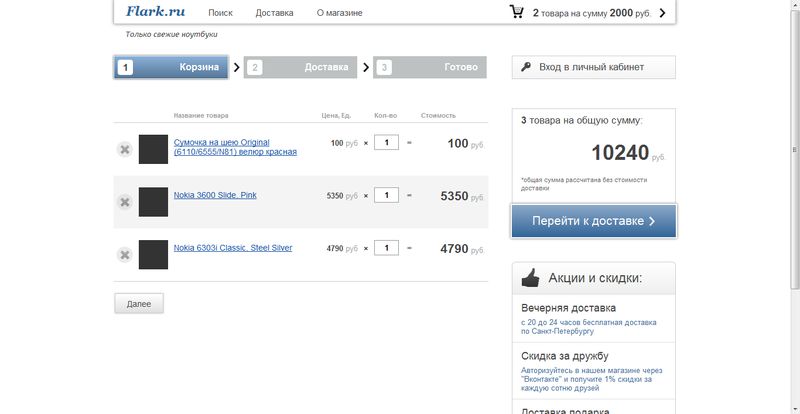 Flark.ru Поиск Доставка О магазине 2 товара на сумму 2000 руб.
Только свежие ноутбуки
1 Корзина 2 Доставка 3 Готово
Вход в личный кабинет
Название товара Цена, Ед. Кол-во Стоимость
Сумочка на шею Original
(6110/6555/N81) велюр красная
100 руб × 1 = 100 руб.
Nokia 3600 Slide, Pink 5350 руб × 1 = 5350 руб.
Nokia 6303i Classic, Steel Silver 4790 руб × 1 = 4790 руб.
Далее
3 товара на общую сумму:
10240 руб.
*общая сумма рассчитана без стоимости
доставки
Перейти к доставке
Акции и скидки:
Вечерняя доставка
с 20 до 24 часов бесплатная доставка
по Санкт-Петербургу
Скидка за дружбу
Авторизуйтесь в нашем магазине через
"Вконтакте" и получите 1% скидки за
каждую сотню друзей
Доставка подарка